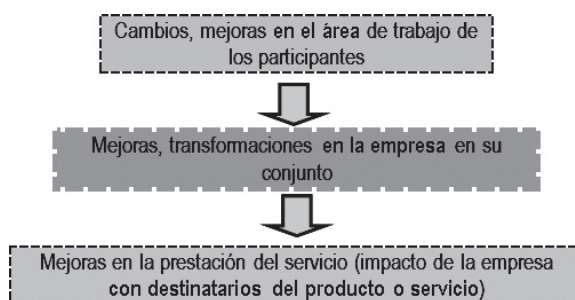 Cambios, mejoras en el área de trabajo de
los participantes
Mejoras, transformaciones en la empresa en su
conjunto
Mejoras en la prestación del servicio (impacto de la empresa
con destinatarios del producto o servicio)